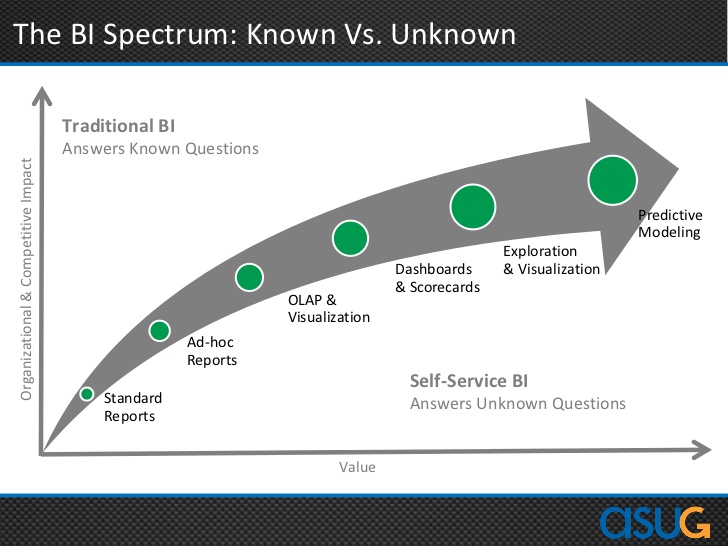 The BI Spectrum: Known Vs. Unknown
Traditional BI
Answers Known Questions
Organizational & Competitive Impact
Predictive
Modeling
Exploration
& Visualization
Dashboards
& Scorecards
OLAP &
Visualization
Ad-hoc
Reports
Standard
Reports
Self-Service BI
Answers Unknown Questions
Value
asuG